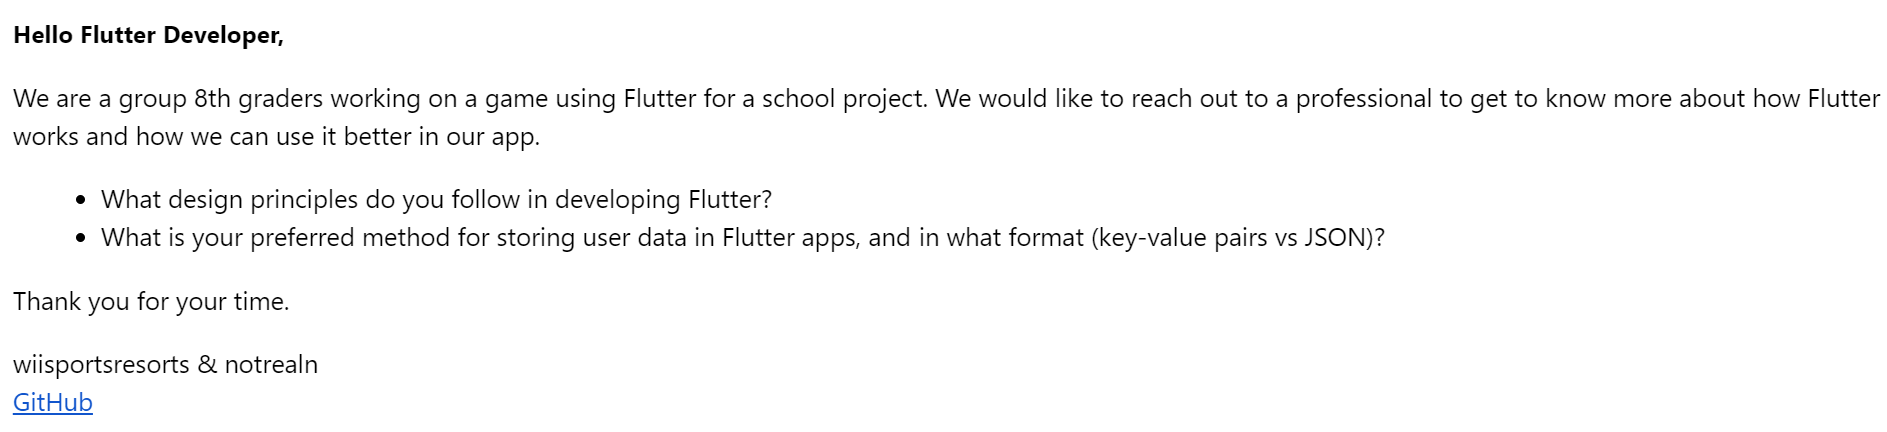 Hello Flutter Developer,
We are a group 8th graders working on a game using Flutter for a school project. We would like to reach out to a professional to get to know more about how Flutter
works and how we can use it better in our app.
• What design principles do you follow in developing Flutter?
• What is your preferred method for storing user data in Flutter apps, and in what format (key-value pairs vs JSON)?
Thank you for your time.
wiisportsresorts & notrealn
GitHub